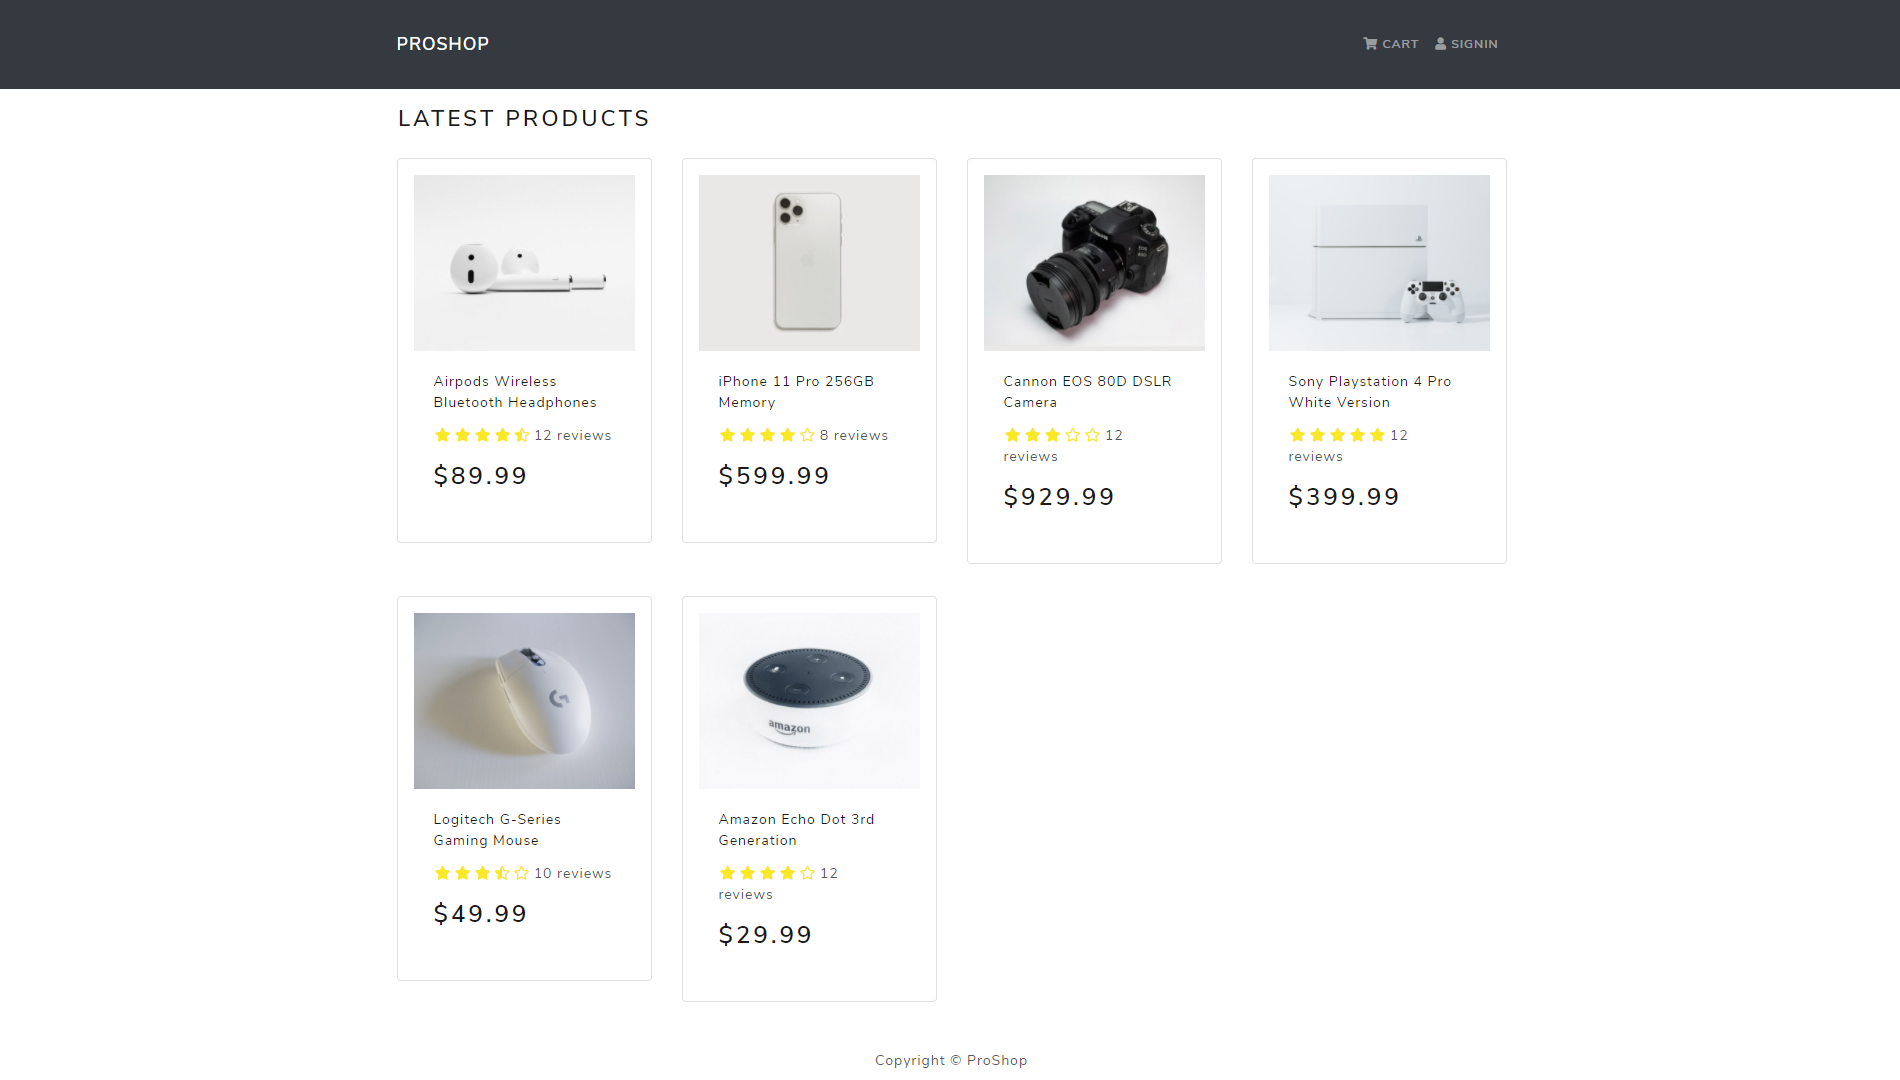 PROSHOP
CART SIGNIN
LATEST PRODUCTS
Airpods Wireless
Bluetooth Headphones
12 reviews
$89.99
iPhone 11 Pro 256GB
Memory
8 reviews
$599.99
Cannon EOS 80D DSLR
Camera
12
reviews
$929.99
Sony Playstation 4 Pro
White Version
12
reviews
$399.99
amazon
Logitech G-Series
Gaming Mouse
10 reviews
$49.99
Amazon Echo Dot 3rd
Generation
12
reviews
$29.99
Copyright © ProShop